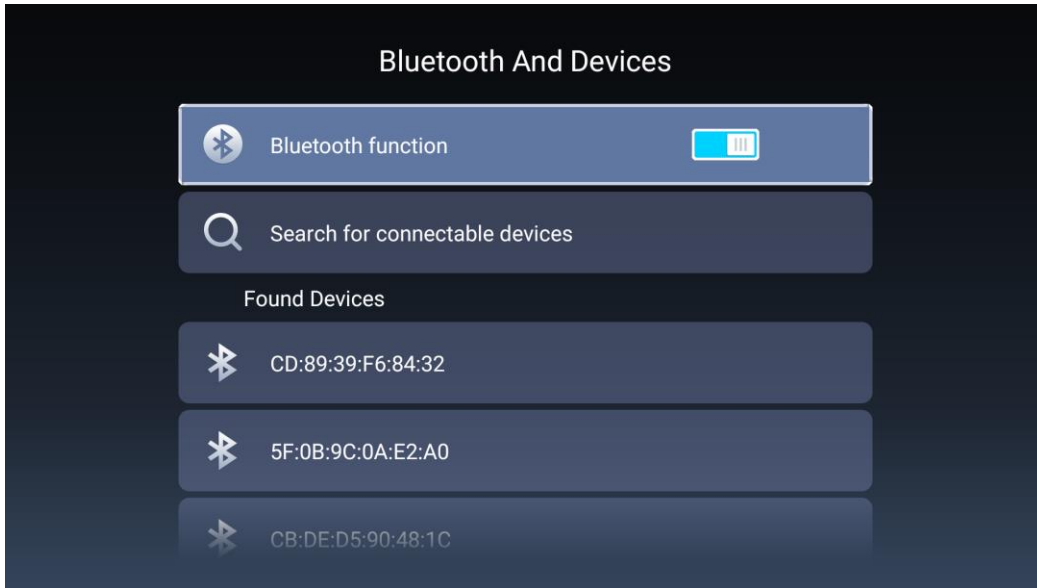 Bluetooth And Devices
Bluetooth function
Search for connectable devices
Found Devices
CD:89:39:F6:84:32
5F:0B:9C:0A:E2:A0
CB:DE:D5:90:48:1C